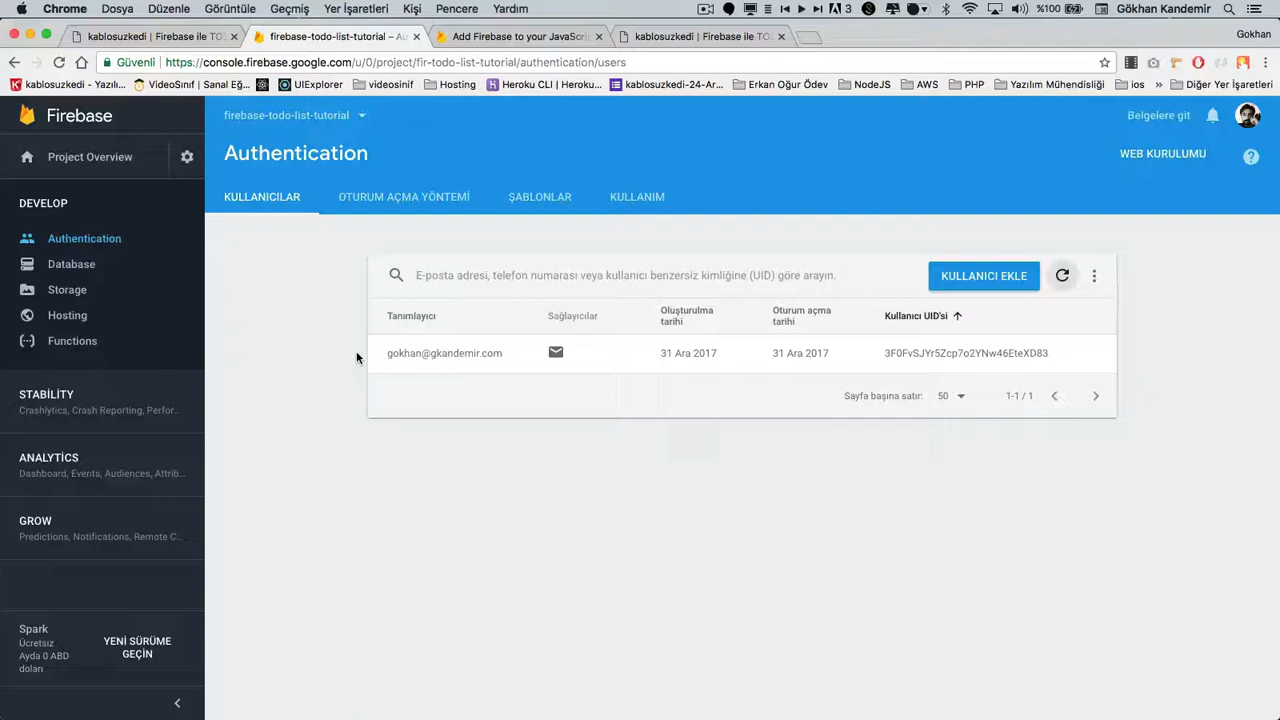 Chrome Dosya Düzenle Görüntüle Geçmiş Yer İşaretleri Kişi Pencere Yardım 3 %100 Gökhan Kandemir
kablosuzkedi | Firebase ile TO firebase-todo-list-tutorial – Au Add Firebase to your JavaScri kablosuzkedi | Firebase ile TO Gokhan
Güvenli https://console.firebase.google.com/u/0/project/fir-todo-list-tutorial/authentication/users
kablosuzkedi - Yazılı... VideoSınıf | Sanal Eğ... UIExplorer videosinif Hosting Heroku CLI | Heroku... kablosuzkedi-24-Ar... Erkan Oğur Ödev NodeJS AWS PHP Yazılım Mühendisliği ios » Diğer Yer İşaretleri
Firebase
firebase-todo-list-tutorial
Belgelere git
Project Overview
Authentication
WEB KURULUMU
DEVELOP
KULLANICILAR OTURUM AÇMA YÖNTEMİ ŞABLONLAR KULLANIM
Authentication
Database
Storage
Hosting
Functions
E-posta adresi, telefon numarası veya kullanıcı benzersiz kimliğine (UID) göre arayın.
KULLANICI EKLE
Tanımlayıcı Sağlayıcılar Oluşturulma tarihi Oturum açma tarihi Kullanıcı UID'si
gokhan@gkandemir.com 31 Ara 2017 31 Ara 2017 3F0FvSJYr5Zcp7o2YNw46EteXD83
Sayfa başına satır: 50 1-1 / 1
STABİLİTY
Crashlytics, Crash Reporting, Perfor...
ANALYTİCS
Dashboard, Events, Audiences, Attrib...
GROW
Predictions, Notifications, Remote C...
Spark
Ücretsiz
Ayda 0 ABD
doları
YENİ SÜRÜME
GEÇİN